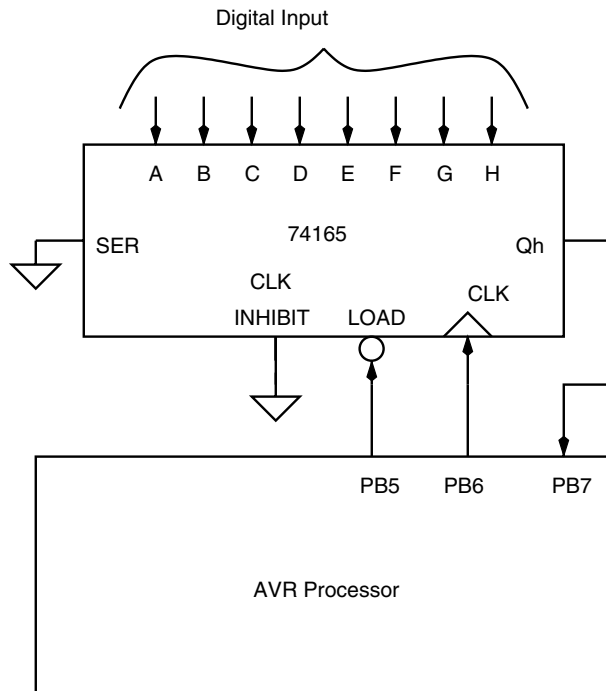 Digital Input
A B C D E F G H
74165
SER
Qh
CLK
INHIBIT
LOAD
CLK
PB5 PB6 PB7
AVR Processor